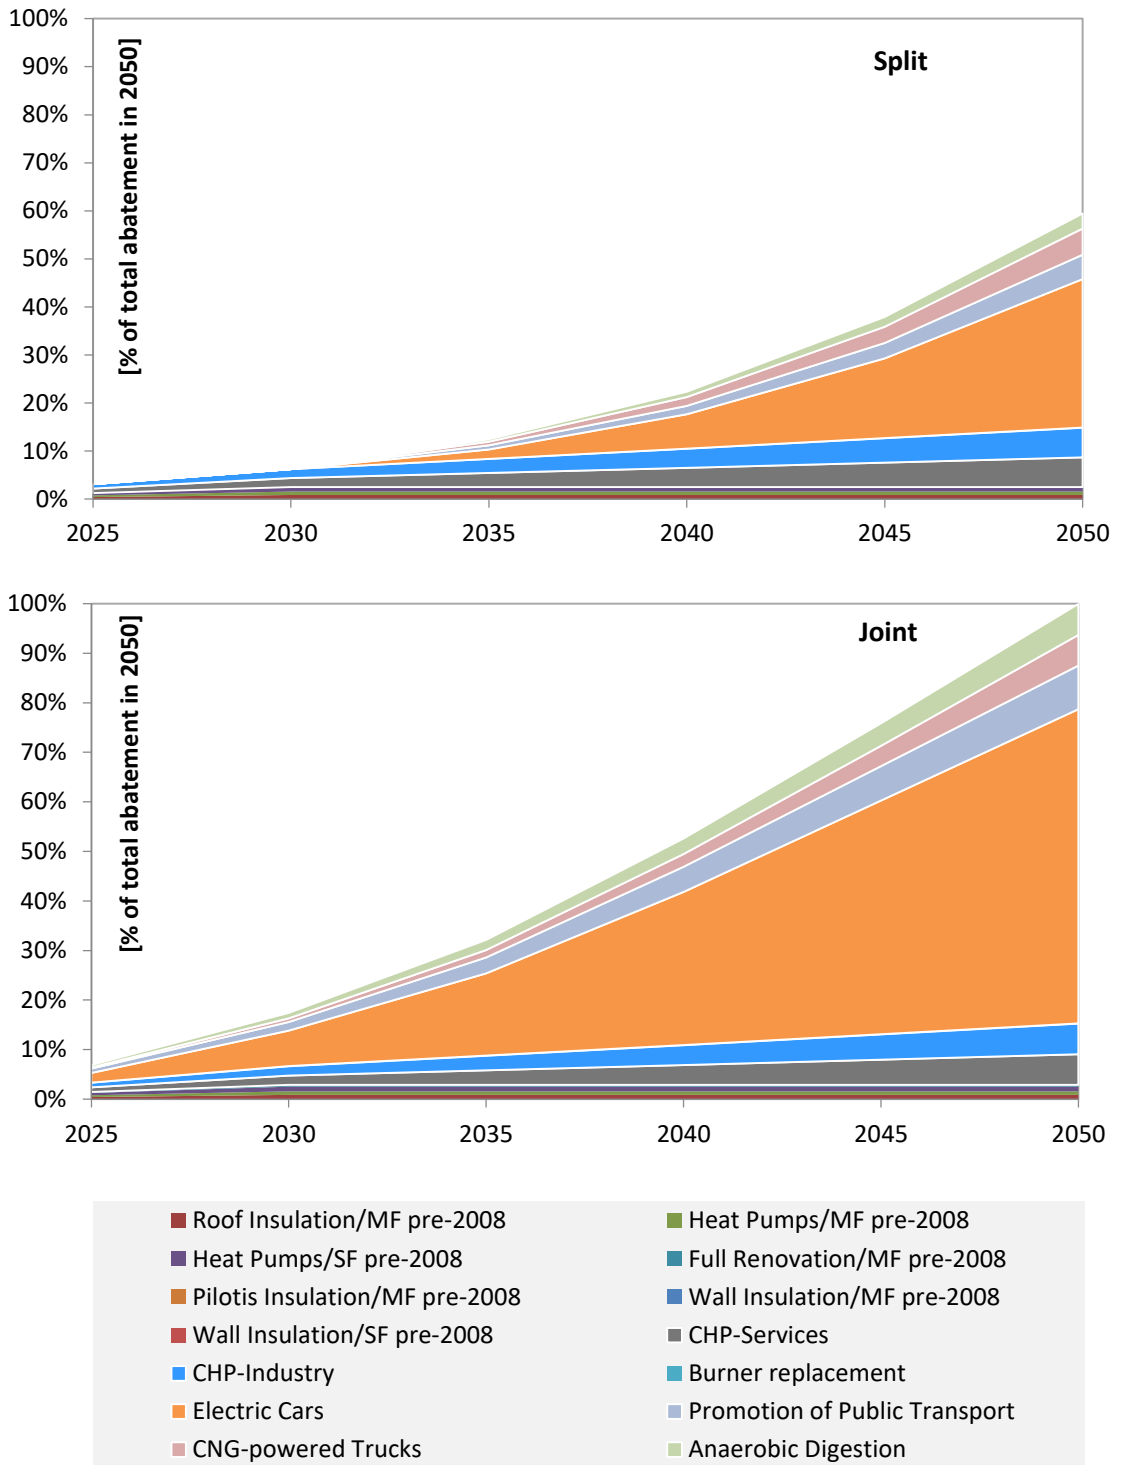 100%
90%
80%
70%
60%
50%
40%
30%
20%
10%
0%
[% of total abatement in 2050]
Split
2025 2030 2035 2040 2045 2050
100%
90%
80%
70%
60%
50%
40%
30%
20%
10%
0%
[% of total abatement in 2050]
Joint
2025 2030 2035 2040 2045 2050
Roof Insulation/MF pre-2008 Heat Pumps/MF pre-2008
Heat Pumps/SF pre-2008 Full Renovation/MF pre-2008
Pilotis Insulation/MF pre-2008 Wall Insulation/MF pre-2008
Wall Insulation/SF pre-2008 CHP-Services
CHP-Industry Burner replacement
Electric Cars Promotion of Public Transport
CNG-powered Trucks Anaerobic Digestion